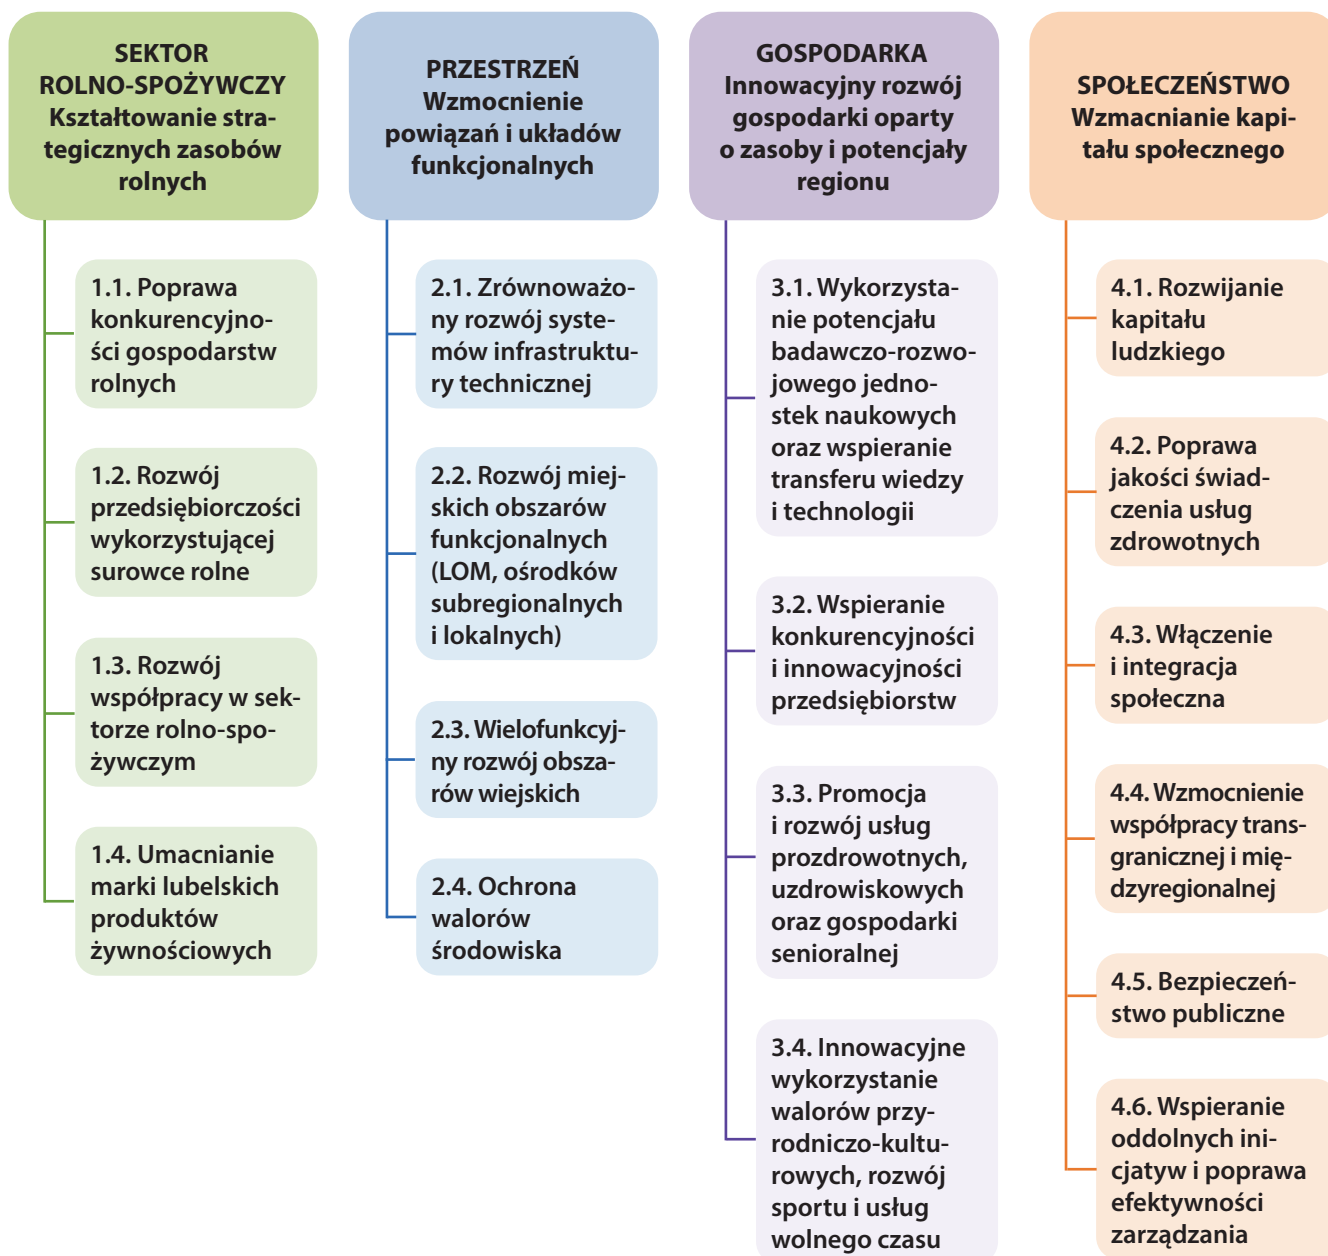 SEKTOR
ROLNO-SPOŻYWCZY
Kształtowanie stra-
tegicznych zasobów
rolnych
1.1. Poprawa
konkurencyjno-
ści gospodarstw
rolnych
1.2. Rozwój
przedsiębiorczości
wykorzystującej
surowce rolne
1.3. Rozwój
współpracy w sek-
torze rolno-spo-
żywczym
1.4. Umacnianie
marki lubelskich
produktów
żywnościowych
PRZESTRZEŃ
Wzmocnienie
powiązań i układów
funkcjonalnych
2.1. Zrównoważo-
ny rozwój syste-
mów infrastruktu-
ry technicznej
2.2. Rozwój miej-
skich obszarów
funkcjonalnych
(LOM, ośrodków
subregionalnych
i lokalnych)
2.3. Wielofunkcyj-
ny rozwój obsza-
rów wiejskich
2.4. Ochrona
walorów
środowiska
GOSPODARKA
Innowacyjny rozwój
gospodarki oparty
o zasoby i potencjały
regionu
3.1. Wykorzysta-
nie potencjału
badawczo-rozwo-
jowego jedno-
stek naukowych
oraz wspieranie
transferu wiedzy
i technologii
3.2. Wspieranie
konkurencyjności
i innowacyjności
przedsiębiorstw
3.3. Promocja
i rozwój usług
prozdrowotnych,
uzdrowiskowych
oraz gospodarki
senioralnej
3.4. Innowacyjne
wykorzystanie
walorów przy-
rodniczo-kultu-
rowych, rozwój
sportu i usług
wolnego czasu
SPOŁECZEŃSTWO
Wzmacnianie kapi-
tału społecznego
4.1. Rozwijanie
kapitału
ludzkiego
4.2. Poprawa
jakości świad-
czenia usług
zdrowotnych
4.3. Włączenie
i integracja
społeczna
4.4. Wzmocnienie
współpracy trans-
granicznej i mię-
dzyregionalnej
4.5. Bezpieczeń-
stwo publiczne
4.6. Wspieranie
oddolnych ini-
cjatyw i poprawa
efektywności
zarządzania